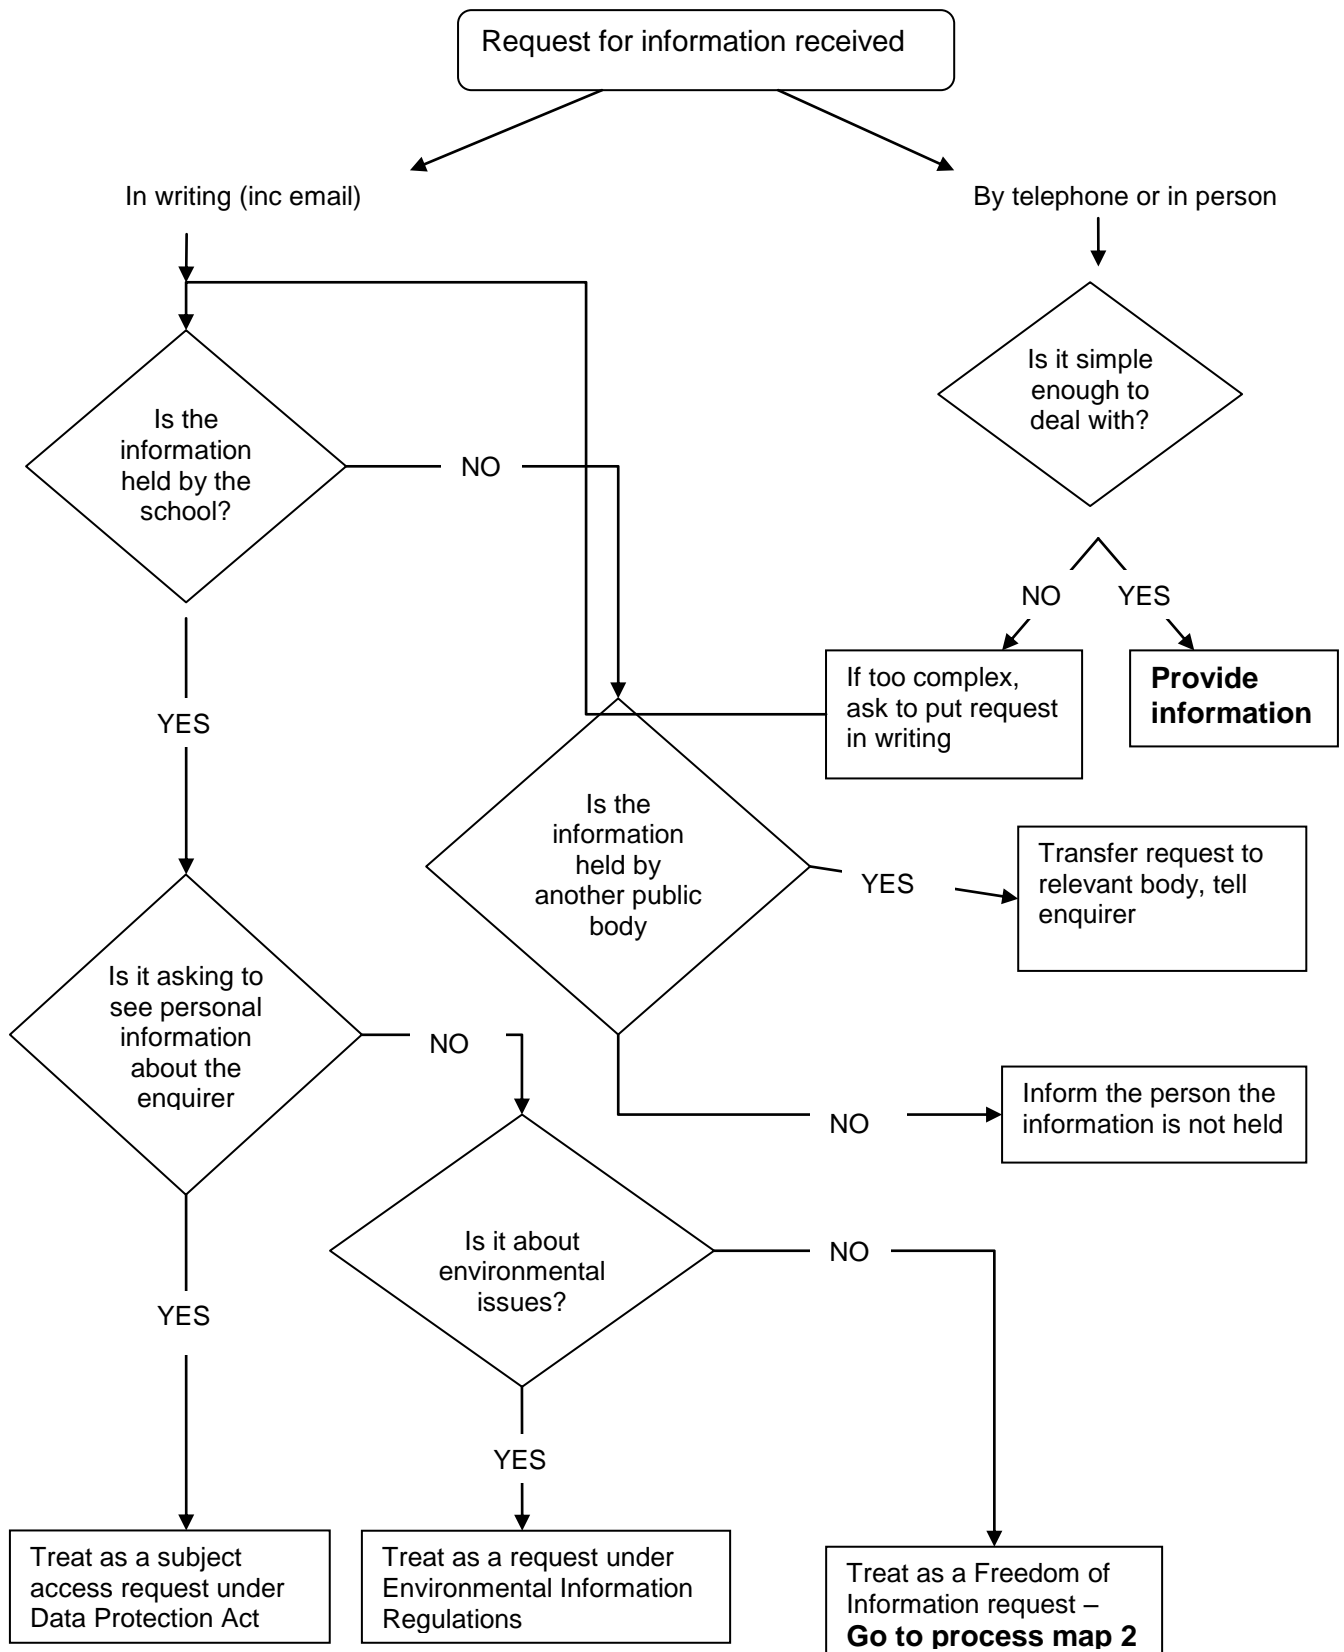 Request for information received
In writing (inc email)
By telephone or in person
Is it simple
enough to
deal with?
Is the
information
held by the
school?
NO
NO
YES
If too complex,
ask to put request
in writing
Provide
information
YES
Is the
information
held by
another public
body
YES
Transfer request to
relevant body, tell
enquirer
Is it asking to
see personal
information
about the
enquirer
NO
NO
Inform the person the
information is not held
Is it about
environmental
issues?
NO
YES
YES
Treat as a subject
access request under
Data Protection Act
Treat as a request under
Environmental Information
Regulations
Treat as a Freedom of
Information request –
Go to process map 2